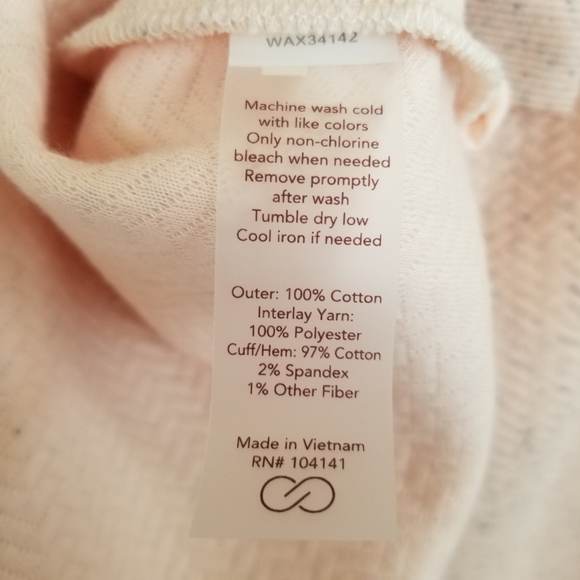 WAX34142
Machine wash cold
with like colors
Only non-chlorine
bleach when needed
Remove promptly
after wash
Tumble dry low
Cool iron if needed
Outer: 100% Cotton
Interlay Yarn:
100% Polyester
Cuff/Hem: 97% Cotton
2% Spandex
1% Other Fiber
Made in Vietnam
RN# 104141